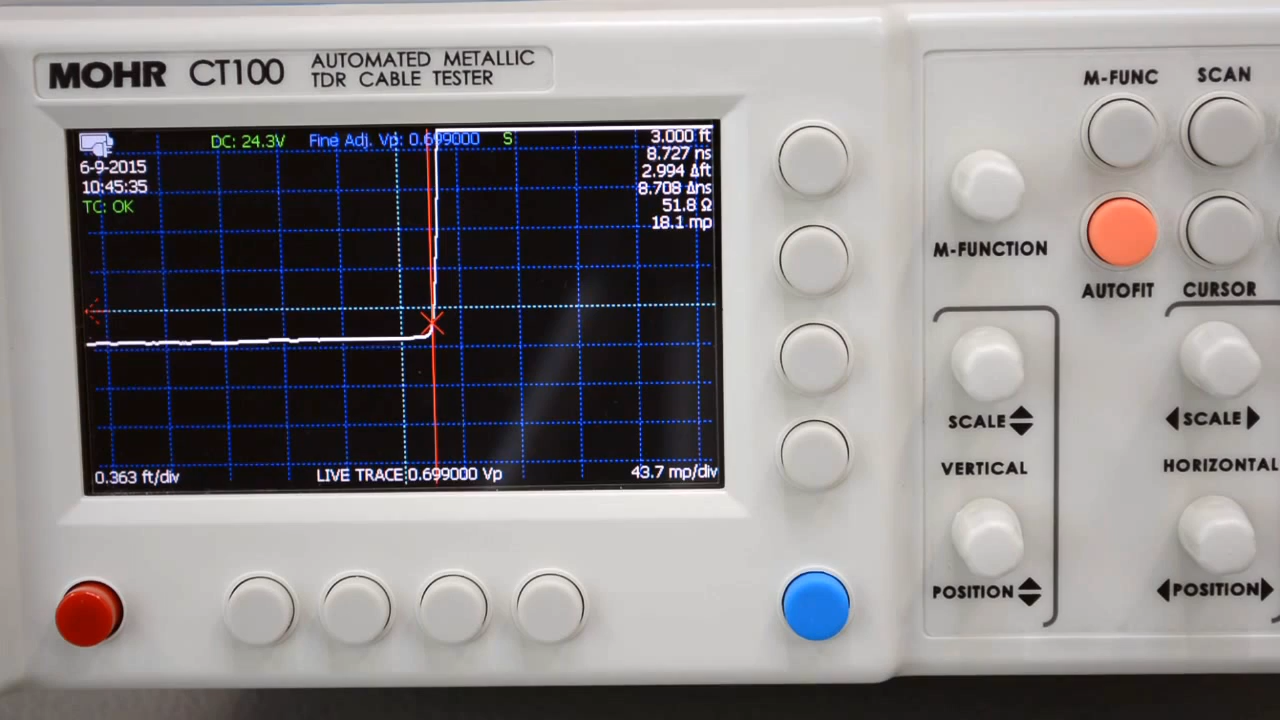 MOHR CT100 AUTOMATED METALLIC
TDR CABLE TESTER
DC: 24.3V Fine Adj. Vp: 0.699000 S 3.000 ft
8.727 ns
6-9-2015 2.994 Δft
10:45:35 8.708 Δns
TC: OK 51.8 Ω
18.1 mp
0.363 ft/div LIVE TRACE:0.699000 Vp 43.7 mp/div
M-FUNC SCAN
M-FUNCTION
AUTOFIT CURSOR
SCALE SCALE
VERTICAL HORIZONTAL
POSITION POSITION